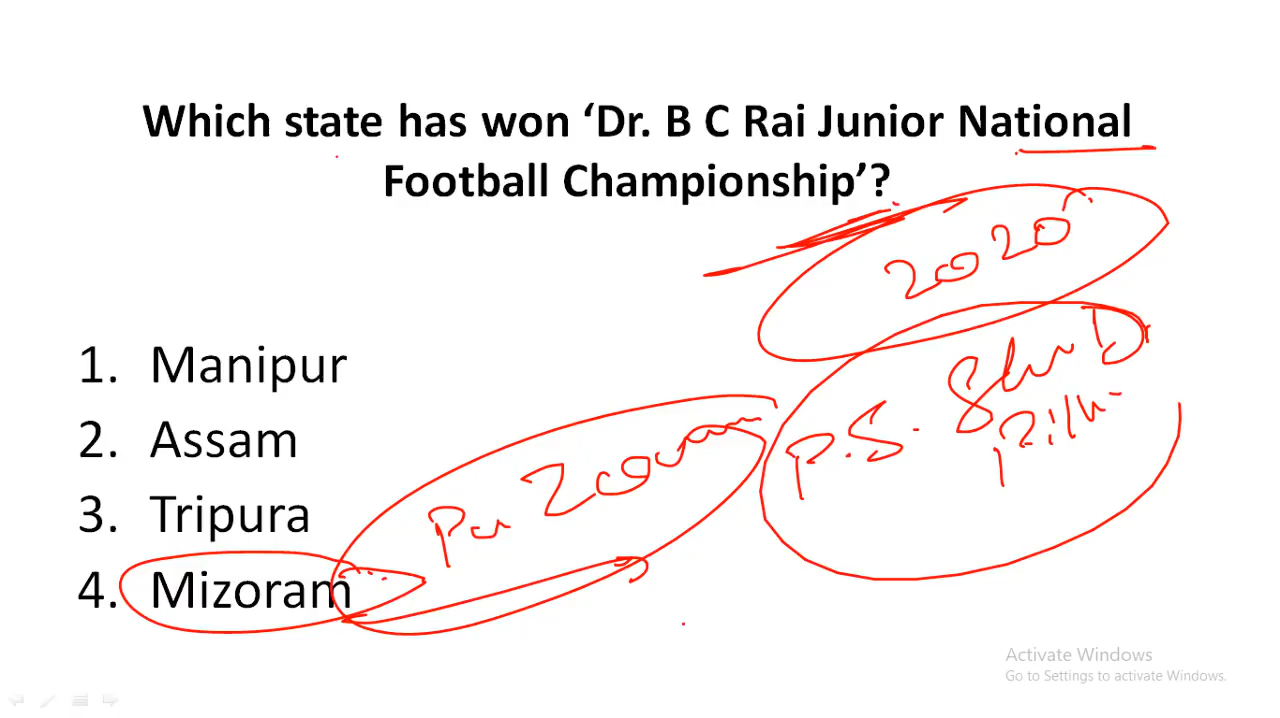 Which state has won ‘Dr. B C Rai Junior National
Football Championship’?
2020
1. Manipur
P.S.
2. Assam
Pu
3. Tripura
4. Mizoram
Activate Windows
Go to Settings to activate Windows.